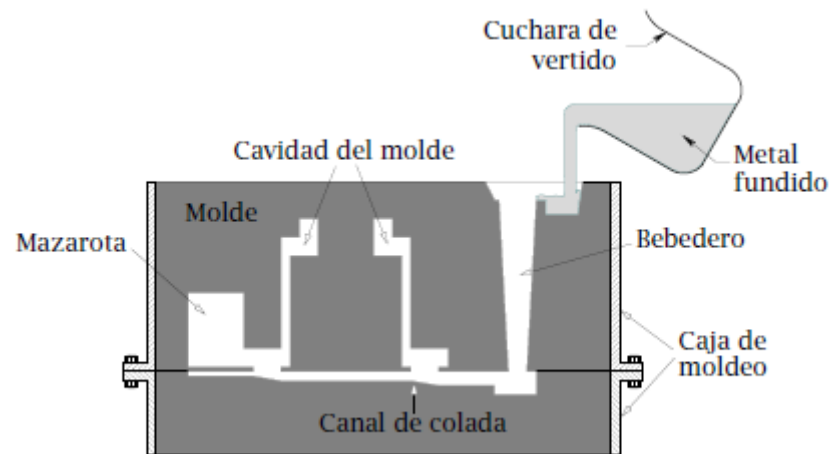 Cuchara de
vertido
Cavidad del molde
Metal
fundido
Molde
Mazarota
Bebedero
Caja de
moldeo
Canal de colada